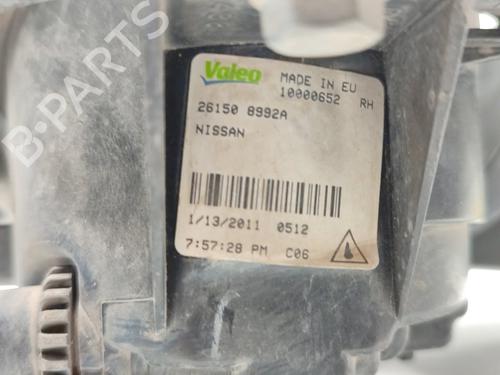 Valeo
MADE IN EU
10000652 RH
26150 8992A
NISSAN
1/13/2011 0512
7:57:28 PM C06
B-PARTS